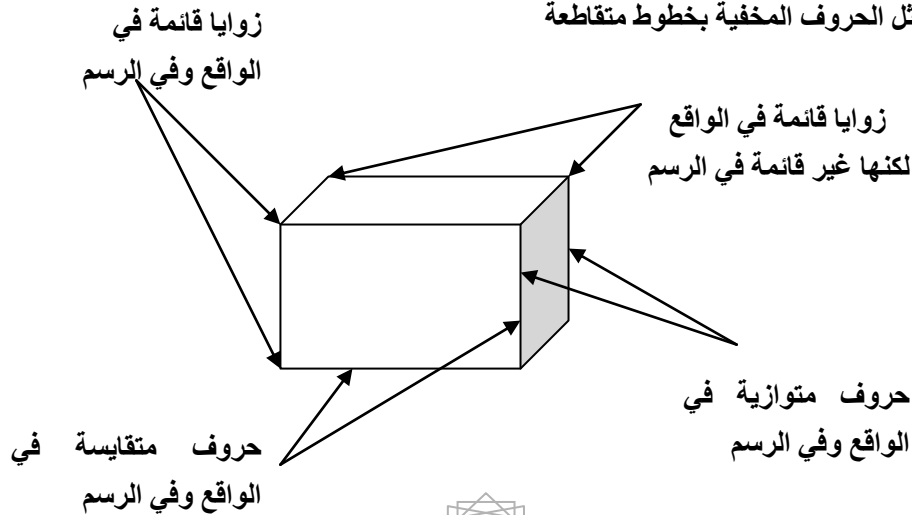 ثل الحروف المخفية بخطوط متقاطعة
زوايا قائمة في
الواقع وفي الرسم
زوايا قائمة في الواقع
لكنها غير قائمة في الرسم
حروف متوازية في
الواقع وفي الرسم
حروف متقايسة في
الواقع وفي الرسم